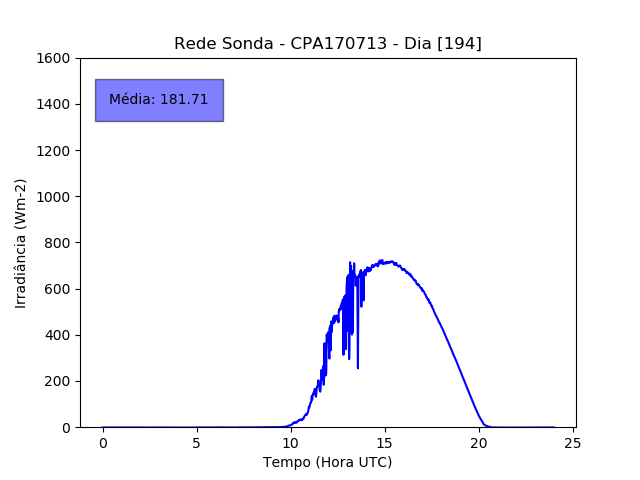 Rede Sonda - CPA170713 - Dia [194]
1600
1400
1200
1000
800
600
400
200
0
Média: 181.71
Irradiância (Wm-2)
0 5 10 15 20 25
Tempo (Hora UTC)